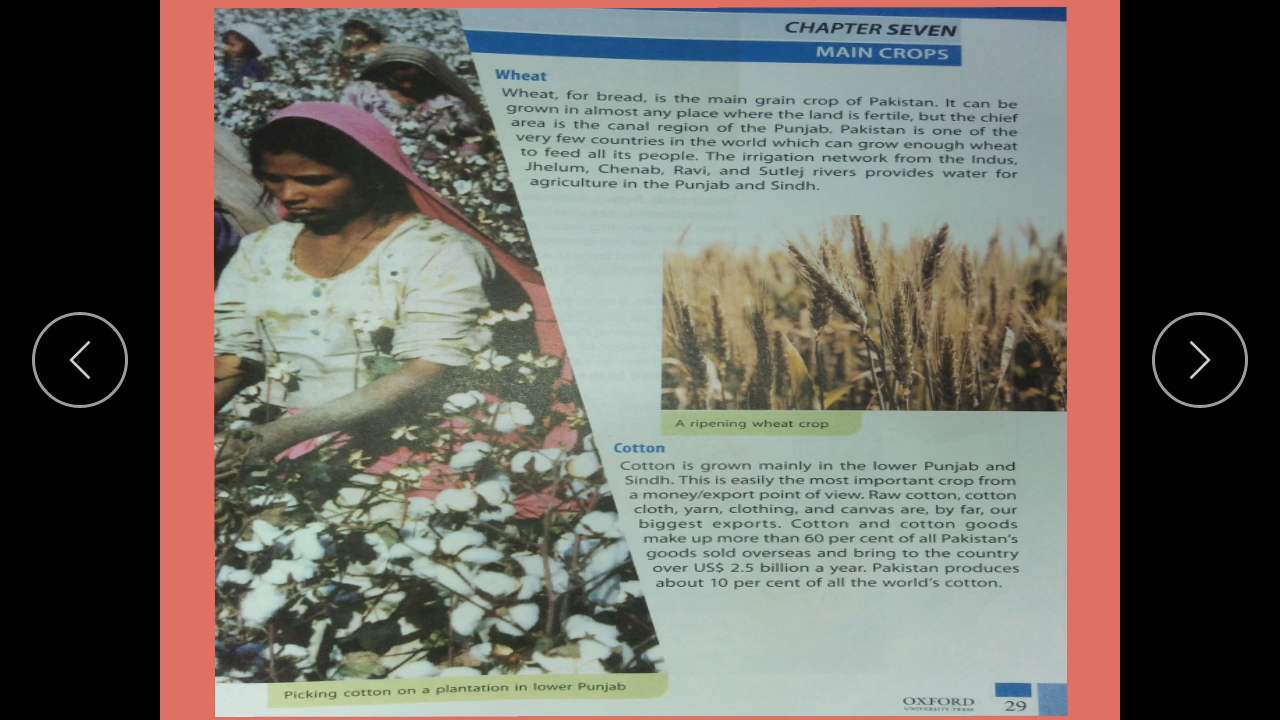 CHAPTER SEVEN
MAIN CROPS
Wheat
Wheat, for bread, is the main grain crop of Pakistan. It can be
grown in almost any place where the land is fertile, but the chief
area is the canal region of the Punjab. Pakistan is one of the
very few countries in the world which can grow enough wheat
to feed all its people. The irrigation network from the Indus,
Jhelum, Chenab, Ravi, and Sutlej rivers provides water for
agriculture in the Punjab and Sindh.
A ripening wheat crop
Cotton
Cotton is grown mainly in the lower Punjab and
Sindh. This is easily the most important crop from
a money/export point of view. Raw cotton, cotton
cloth, yarn, clothing, and canvas are, by far, our
biggest exports. Cotton and cotton goods
make up more than 60 per cent of all Pakistan's
goods sold overseas and bring to the country
over US$ 2.5 billion a year. Pakistan produces
about 10 per cent of all the world's cotton.
Picking cotton on a plantation in lower Punjab
OXFORD
UNIVERSITY PRESS
29